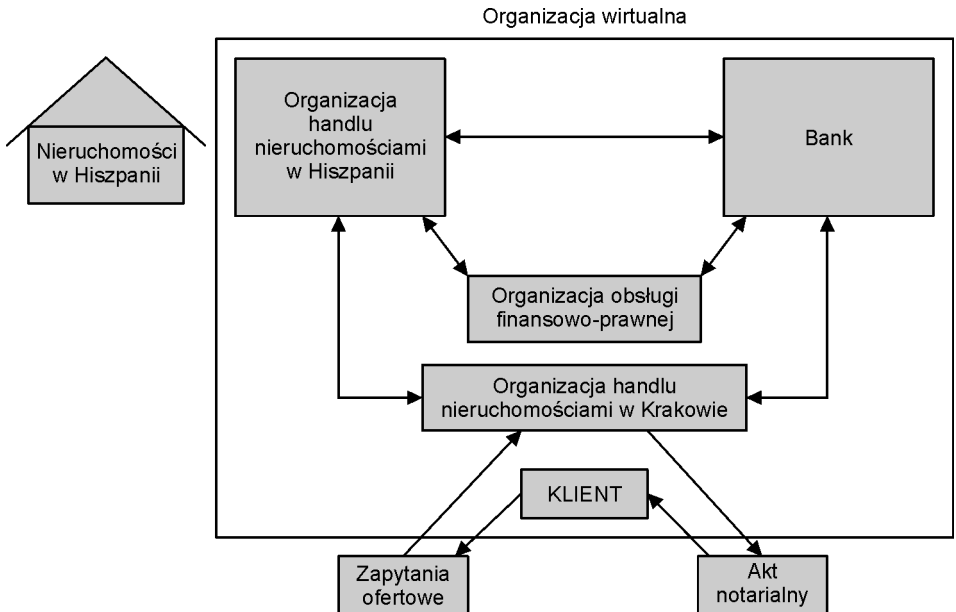 Organizacja wirtualna
Nieruchomości
w Hiszpanii
Organizacja
handlu
nieruchomościami
w Hiszpanii
Bank
Organizacja obsługi
finansowo-prawnej
Organizacja handlu
nieruchomościami w Krakowie
KLIENT
Zapytania
ofertowe
Akt
notarialny